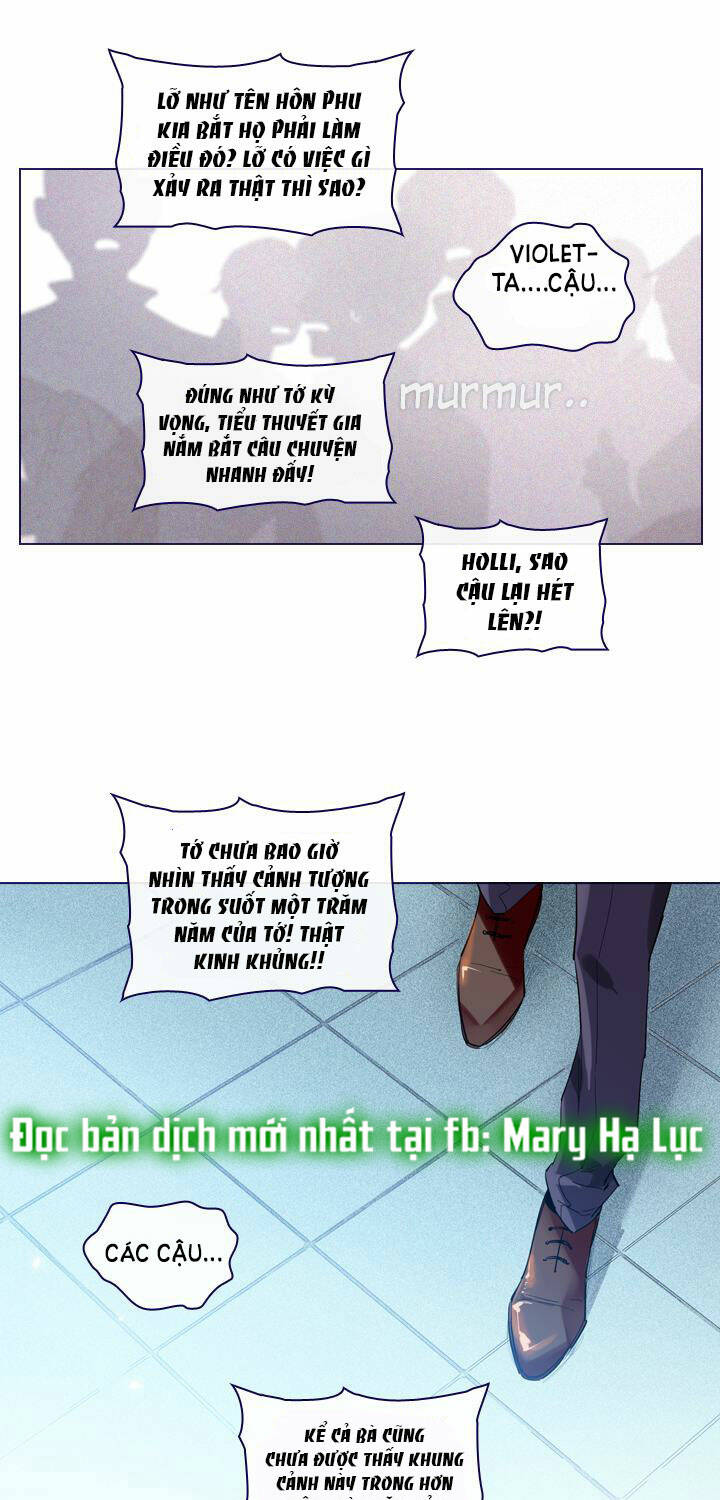 LỠ NHƯ TÊN HÔN PHU
KIA BẮT HỌ PHẢI LÀM
ĐIỀU ĐÓ? LỠ CÓ VIỆC GÌ
XẢY RA THẬT THÌ SAO?
VIOLET-
TA....CẬU...
ĐÚNG NHƯ TỚ KỲ
VỌNG, TIỂU THUYẾT GIA
NẮM BẮT CÂU CHUYỆN
NHANH ĐẤY!
murmur..
HOLLI, SAO
CẬU LẠI HÉT
LÊN?!
TỚ CHƯA BAO GIỜ
NHÌN THẤY CẢNH TƯỢNG
TRONG SUỐT MỘT TRĂM
NĂM CỦA TỚ! THẬT
KINH KHỦNG!!
Đọc bản dịch mới nhất tại fb: Mary Hạ Lục
CÁC CẬU...
KỂ CẢ BÀ CŨNG
CHƯA ĐƯỢC THẤY KHUNG
CẢNH NÀY TRONG HƠN